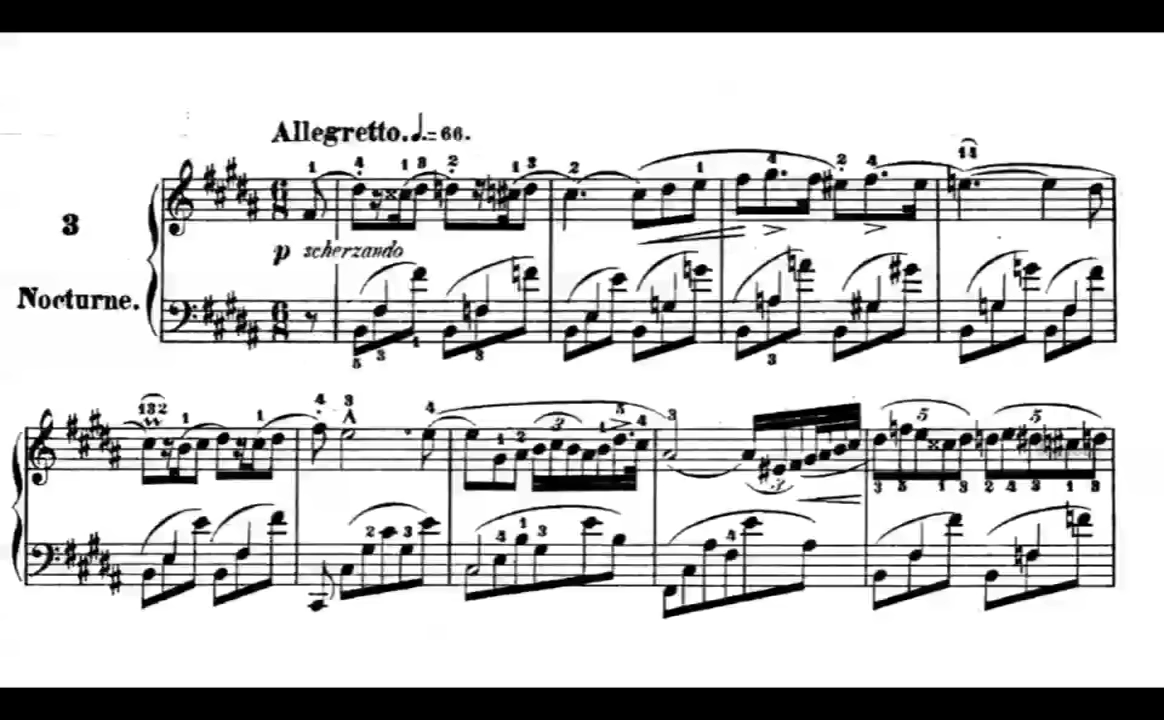 Allegretto. ♩.= 66.
3
p scherzando
Nocturne.